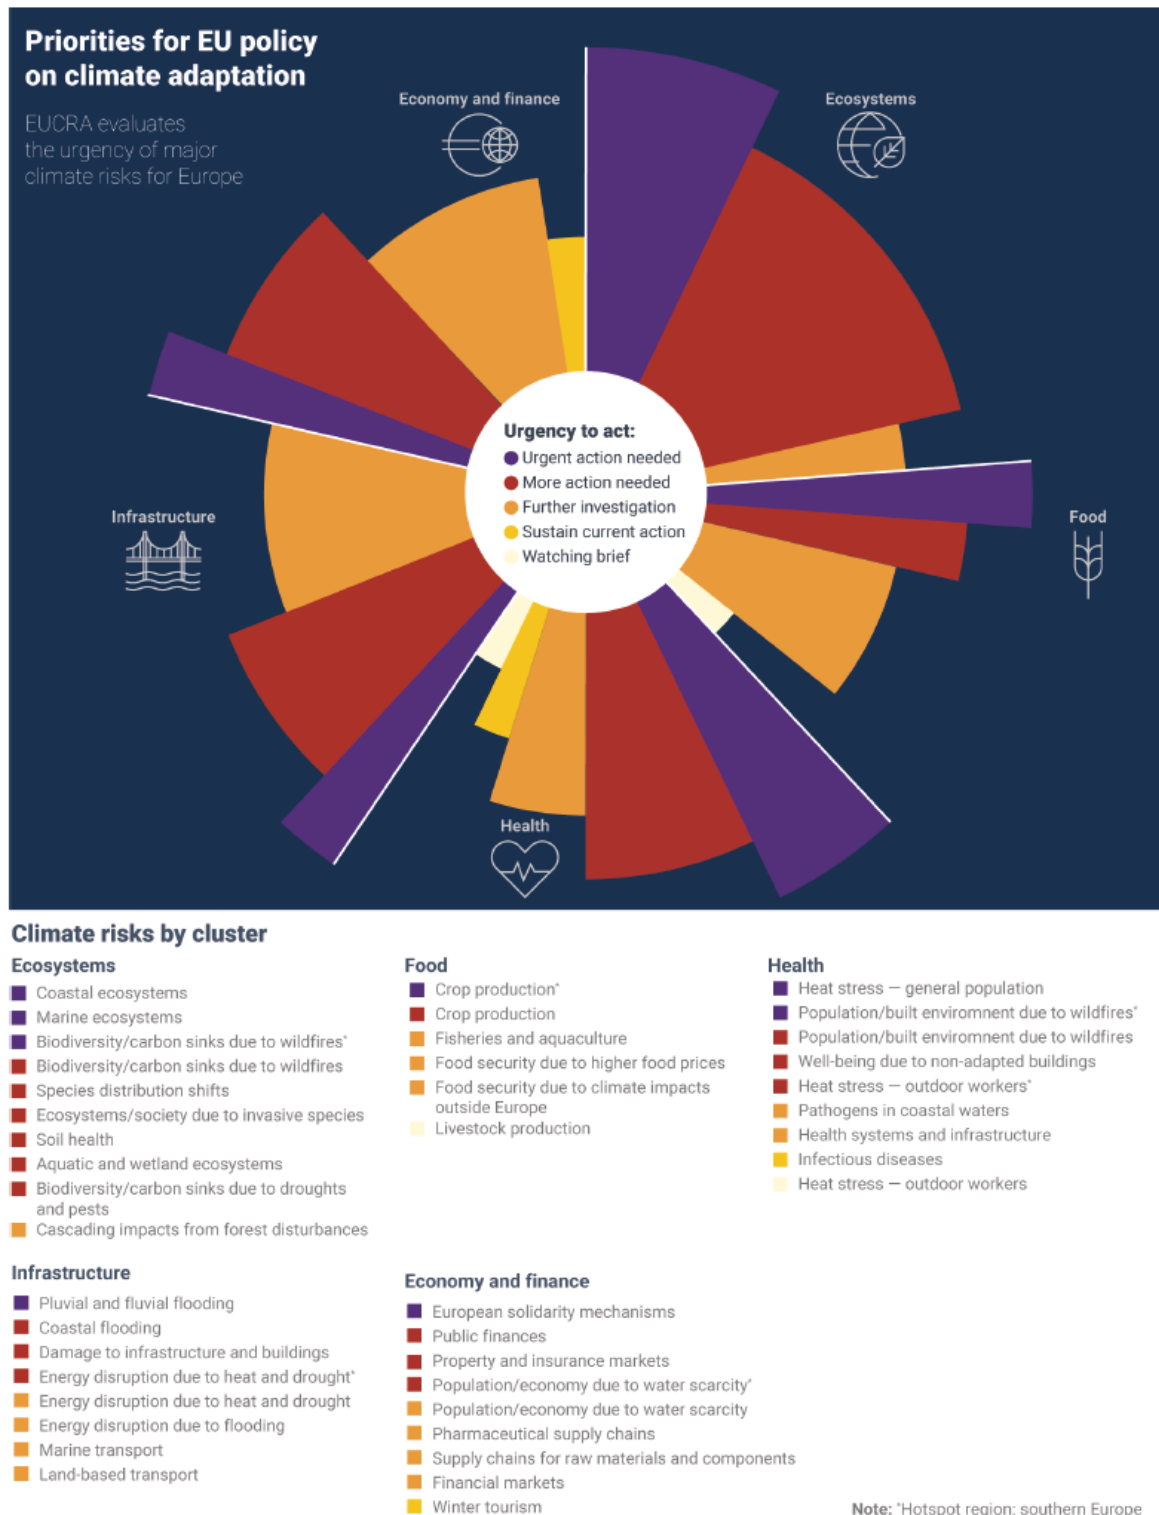 Priorities for EU policy
on climate adaptation
EUCRA evaluates
the urgency of major
climate risks for Europe
Economy and finance
Ecosystems
Urgency to act:
Urgent action needed
More action needed
Further investigation
Sustain current action
Watching brief
Infrastructure
Food
Health
Climate risks by cluster
Ecosystems
Coastal ecosystems
Marine ecosystems
Biodiversity/carbon sinks due to wildfires*
Biodiversity/carbon sinks due to wildfires
Species distribution shifts
Ecosystems/society due to invasive species
Soil health
Aquatic and wetland ecosystems
Biodiversity/carbon sinks due to droughts
and pests
Cascading impacts from forest disturbances
Food
Crop production*
Crop production
Fisheries and aquaculture
Food security due to higher food prices
Food security due to climate impacts
outside Europe
Livestock production
Health
Heat stress — general population
Population/built enviromnent due to wildfires*
Population/built enviromnent due to wildfires
Well-being due to non-adapted buildings
Heat stress — outdoor workers*
Pathogens in coastal waters
Health systems and infrastructure
Infectious diseases
Heat stress — outdoor workers
Infrastructure
Pluvial and fluvial flooding
Coastal flooding
Damage to infrastructure and buildings
Energy disruption due to heat and drought*
Energy disruption due to heat and drought
Energy disruption due to flooding
Marine transport
Land-based transport
Economy and finance
European solidarity mechanisms
Public finances
Property and insurance markets
Population/economy due to water scarcity*
Population/economy due to water scarcity
Pharmaceutical supply chains
Supply chains for raw materials and components
Financial markets
Winter tourism
Note: *Hotspot region: southern Europe